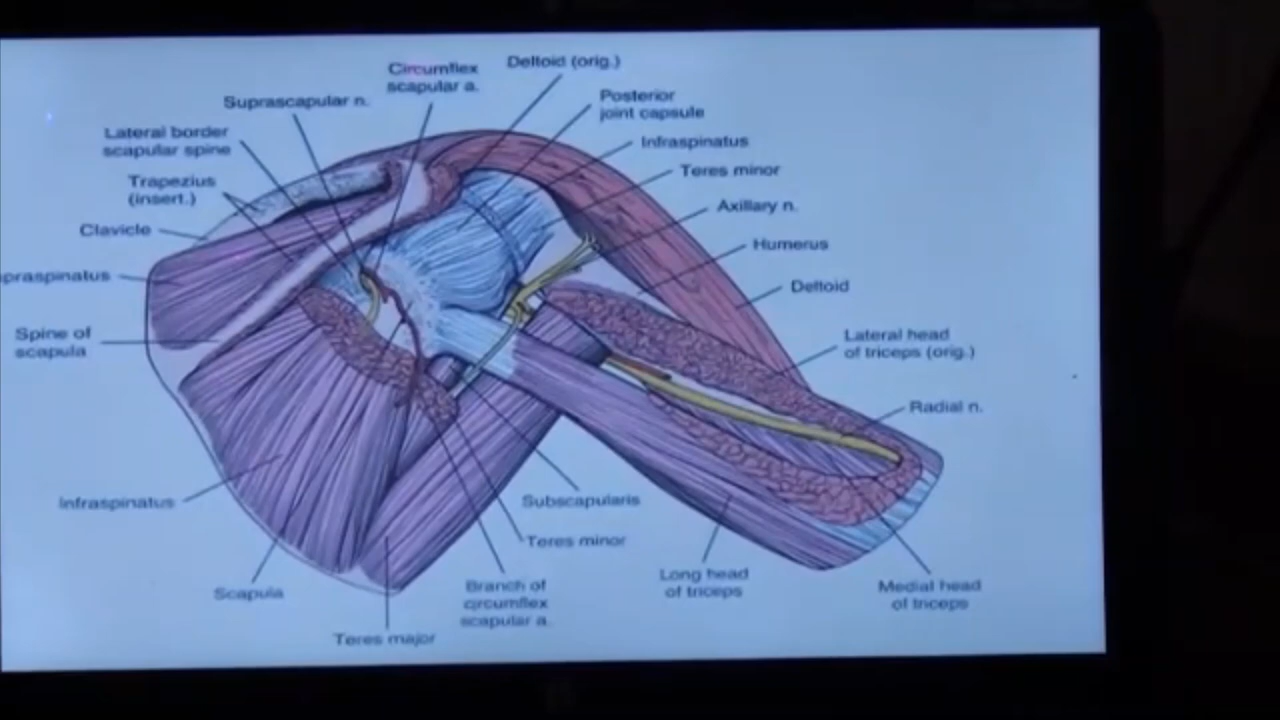 Circumflex
scapular a.
Deltoid (orig.)
Suprascapular n.
Posterior
joint capsule
Lateral border
scapular spine
Infraspinatus
Teres minor
Trapezius
(insert.)
Axillary n.
Clavicle
Humerus
praspinatus
Deltoid
Spine of
scapula
Lateral head
of triceps (orig.)
Radial n.
Infraspinatus
Subscapularis
Teres minor
Scapula
Branch of
circumflex
scapular a.
Long head
of triceps
Medial head
of triceps
Teres major